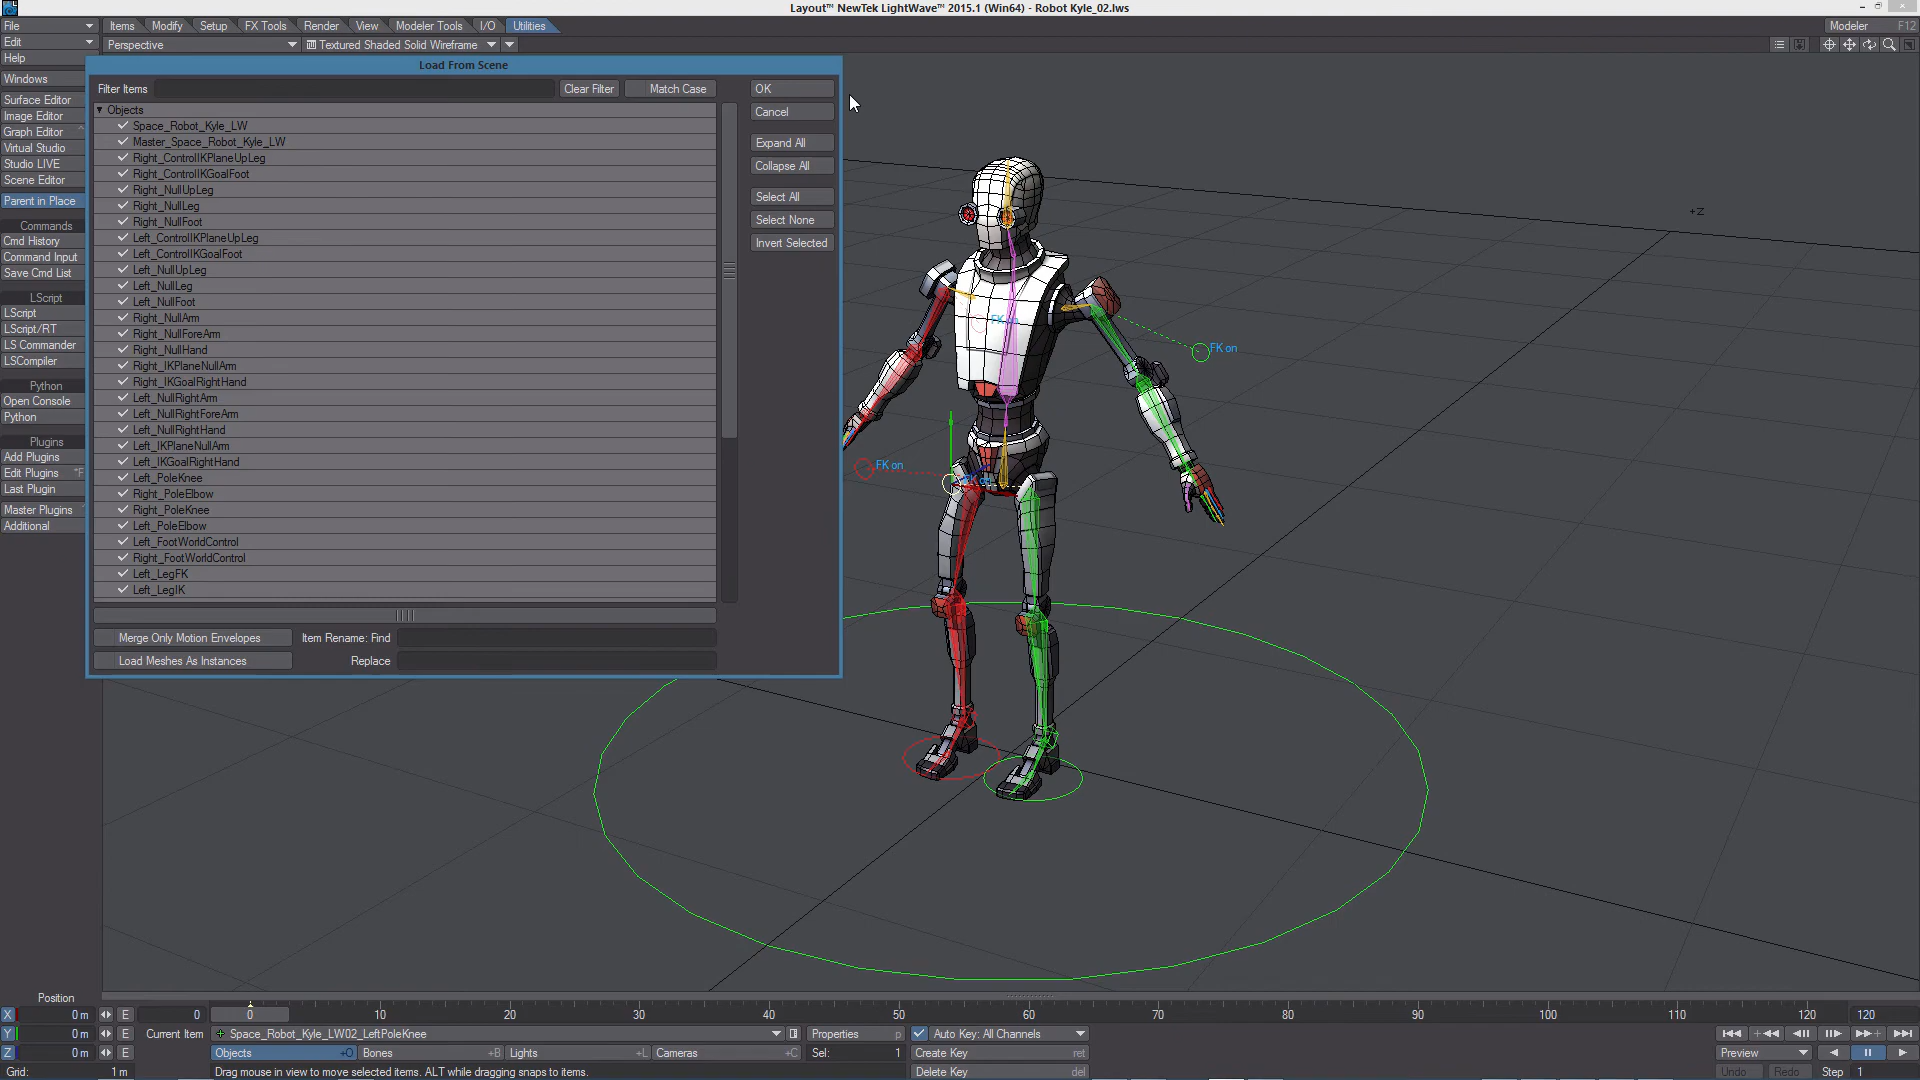 Layout™ NewTek LightWave™ 2015.1 (Win64) - Robot Kyle_02.lws
File
Items
Modify
Setup
FX Tools
Render
View
Modeler Tools
I/O
Utilities
Modeler
F12
Edit
Perspective
Textured Shaded Solid Wireframe
Help
Windows
Surface Editor
Image Editor
Graph Editor
Virtual Studio
Studio LIVE
Scene Editor
Parent in Place
Commands
Cmd History
Command Input
Save Cmd List
LScript
LScript
LScript/RT
LS Commander
LSCompiler
Python
Open Console
Python
Plugins
Add Plugins
Edit Plugins
Last Plugin
Master Plugins
Additional
Load From Scene
Filter Items
Clear Filter
Match Case
OK
Cancel
Expand All
Collapse All
Select All
Select None
Invert Selected
Objects
Space_Robot_Kyle_LW
Master_Space_Robot_Kyle_LW
Right_ControlIKPlaneUpLeg
Right_ControlIKGoalFoot
Right_NullUpLeg
Right_NullLeg
Right_NullFoot
Left_ControlIKPlaneUpLeg
Left_ControlIKGoalFoot
Left_NullUpLeg
Left_NullLeg
Left_NullFoot
Right_NullArm
Right_NullForeArm
Right_NullHand
Right_IKPlaneNullArm
Right_IKGoalRightHand
Left_NullRightArm
Left_NullRightForeArm
Left_NullRightHand
Left_IKPlaneNullArm
Left_IKGoalRightHand
Left_PoleKnee
Right_PoleElbow
Right_PoleKnee
Left_PoleElbow
Left_FootWorldControl
Right_FootWorldControl
Left_LegFK
Left_LegIK
Merge Only Motion Envelopes
Item Rename: Find
Load Meshes As Instances
Replace
+Z
FK on
FK on
FK on
FK on
Position
X 0 m E
0
0 10 20 30 40 50 60 70 80 90 100 110 120
120
Y 0 m E
Current Item
Space_Robot_Kyle_LW02_LeftPoleKnee
Properties p
Auto Key: All Channels
Z 0 m E
Objects +O
Bones +B
Lights +L
Cameras +C
Sel: 1
Create Key ret
Preview
Grid: 1 m
Drag mouse in view to move selected items. ALT while dragging snaps to items.
Delete Key del
Undo
Redo
Step 1